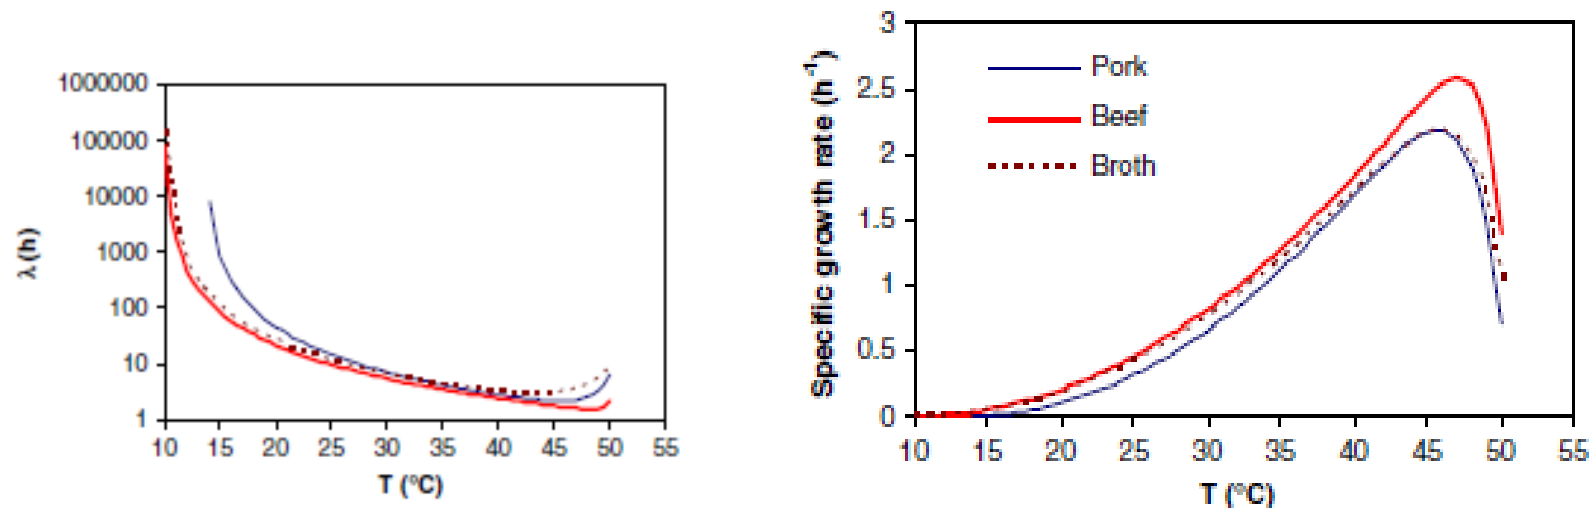 1000000
100000
10000
1000
100
10
1
λ (h)
10 15 20 25 30 35 40 45 50 55
T (°C)
3
2.5
2
1.5
1
0.5
0
Specific growth rate (h-1)
Pork
Beef
Broth
10 15 20 25 30 35 40 45 50 55
T (°C)